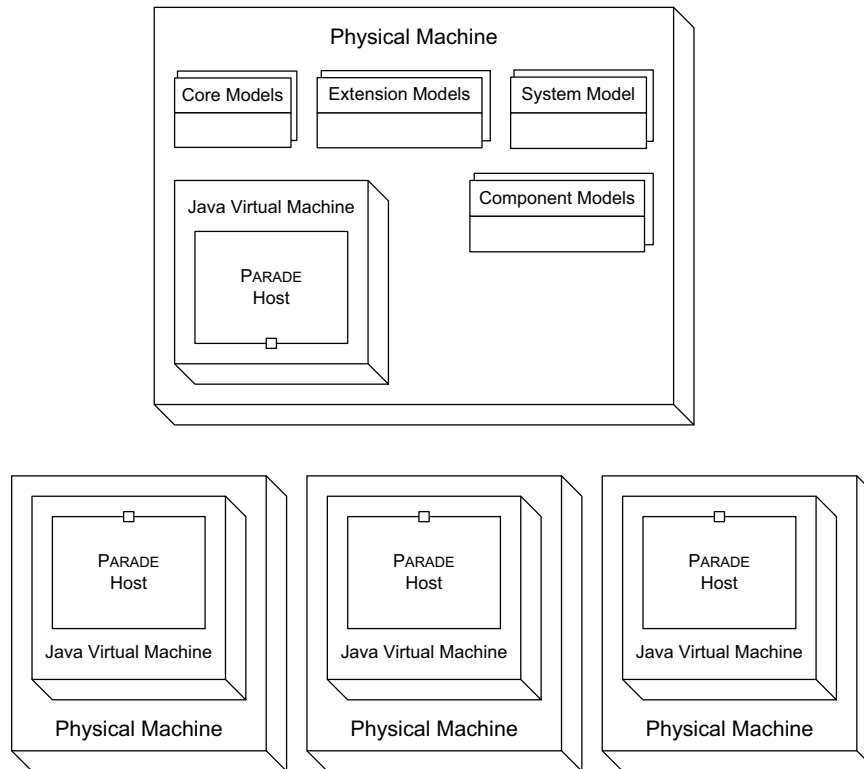 Physical Machine
Core Models
Extension Models
System Model
Java Virtual Machine
Component Models
PARADE
Host
PARADE
Host
Java Virtual Machine
Physical Machine
PARADE
Host
Java Virtual Machine
Physical Machine
PARADE
Host
Java Virtual Machine
Physical Machine